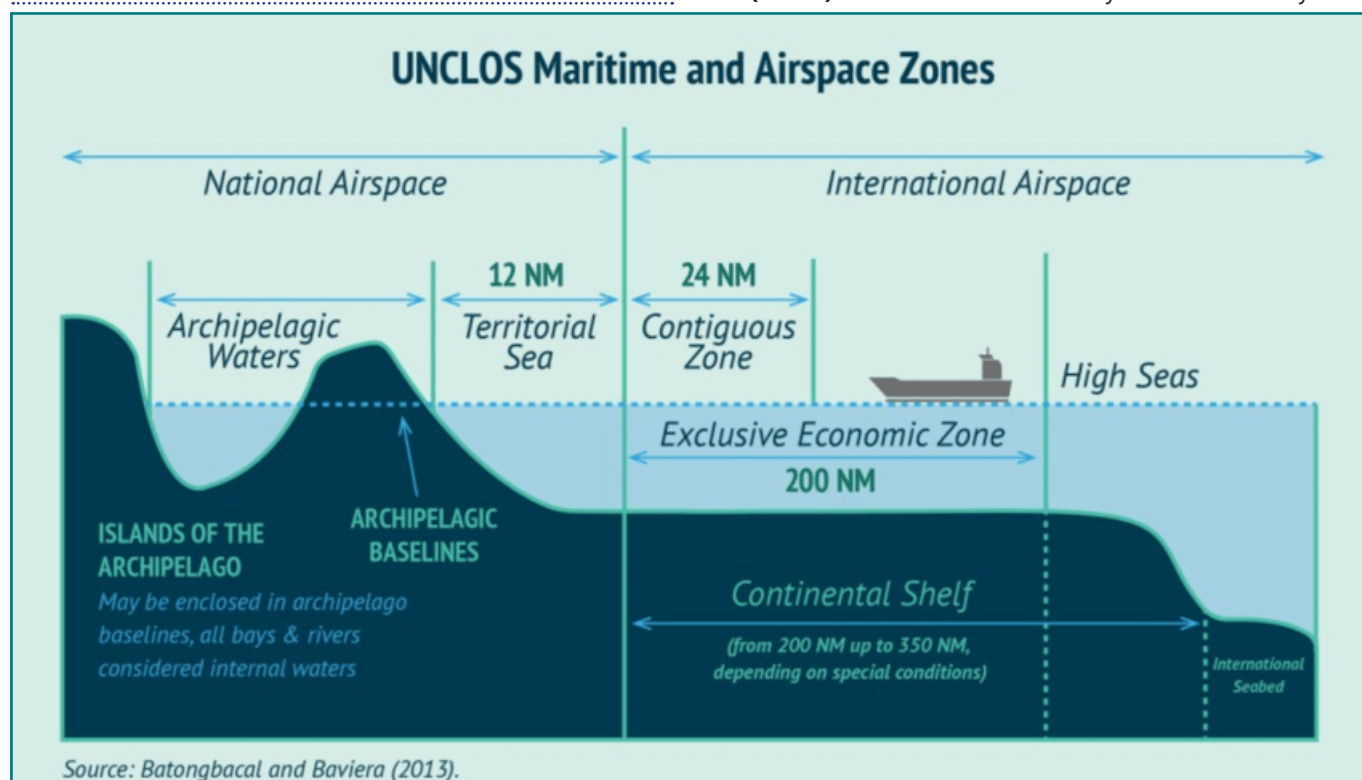 UNCLOS Maritime and Airspace Zones
National Airspace
International Airspace
12 NM
24 NM
Archipelagic
Waters
Territorial
Sea
Contiguous
Zone
High Seas
Exclusive Economic Zone
200 NM
ISLANDS OF THE
ARCHIPELAGO
May be enclosed in archipelago
baselines, all bays & rivers
considered internal waters
ARCHIPELAGIC
BASELINES
Continental Shelf
(from 200 NM up to 350 NM,
depending on special conditions)
International
Seabed
Source: Batongbacal and Baviera (2013).